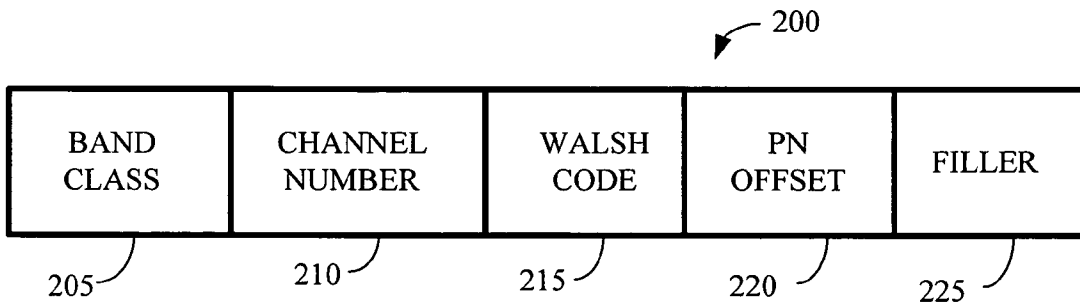 200
BAND
CLASS
CHANNEL
NUMBER
WALSH
CODE
PN
OFFSET
FILLER
205
210
215
220
225